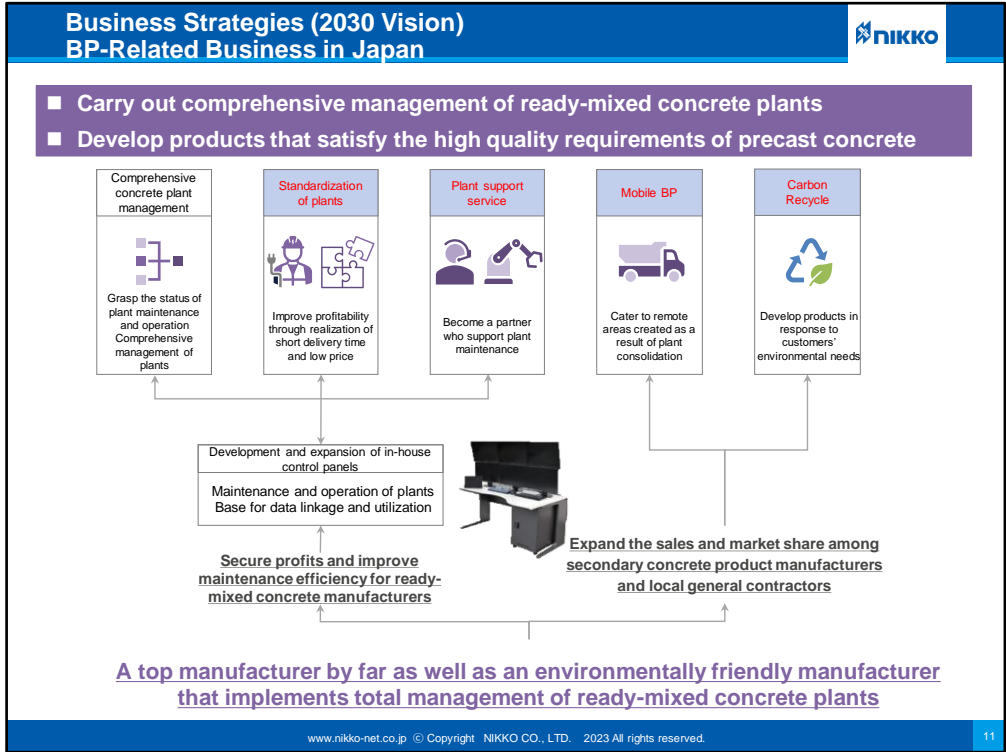 Business Strategies (2030 Vision)
BP-Related Business in Japan
NIKKO
■ Carry out comprehensive management of ready-mixed concrete plants
■ Develop products that satisfy the high quality requirements of precast concrete
Comprehensive
concrete plant
management
Grasp the status of
plant maintenance
and operation
Comprehensive
management of
plants
Standardization
of plants
Improve profitability
through realization of
short delivery time
and low price
Plant support
service
Become a partner
who support plant
maintenance
Mobile BP
Cater to remote
areas created as a
result of plant
consolidation
Carbon
Recycle
Develop products in
response to
customers'
environmental needs
Development and expansion of in-house
control panels
Maintenance and operation of plants
Base for data linkage and utilization
Secure profits and improve
maintenance efficiency for ready-
mixed concrete manufacturers
Expand the sales and market share among
secondary concrete product manufacturers
and local general contractors
A top manufacturer by far as well as an environmentally friendly manufacturer
that implements total management of ready-mixed concrete plants
www.nikko-net.co.jp © Copyright NIKKO CO., LTD. 2023 All rights reserved.
11